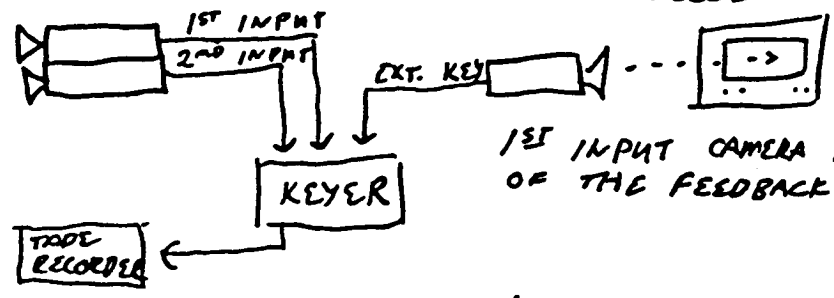 1ST INPUT
2ND INPUT
EXT. KEY
1ST INPUT CAMERA
OF THE FEEDBACK
KEYER
TAPE
RECORDER